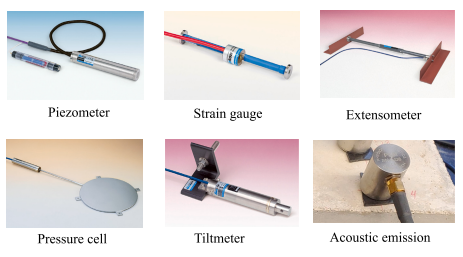 Piezometer
Strain gauge
Extensometer
Pressure cell
Tiltmeter
Acoustic emission